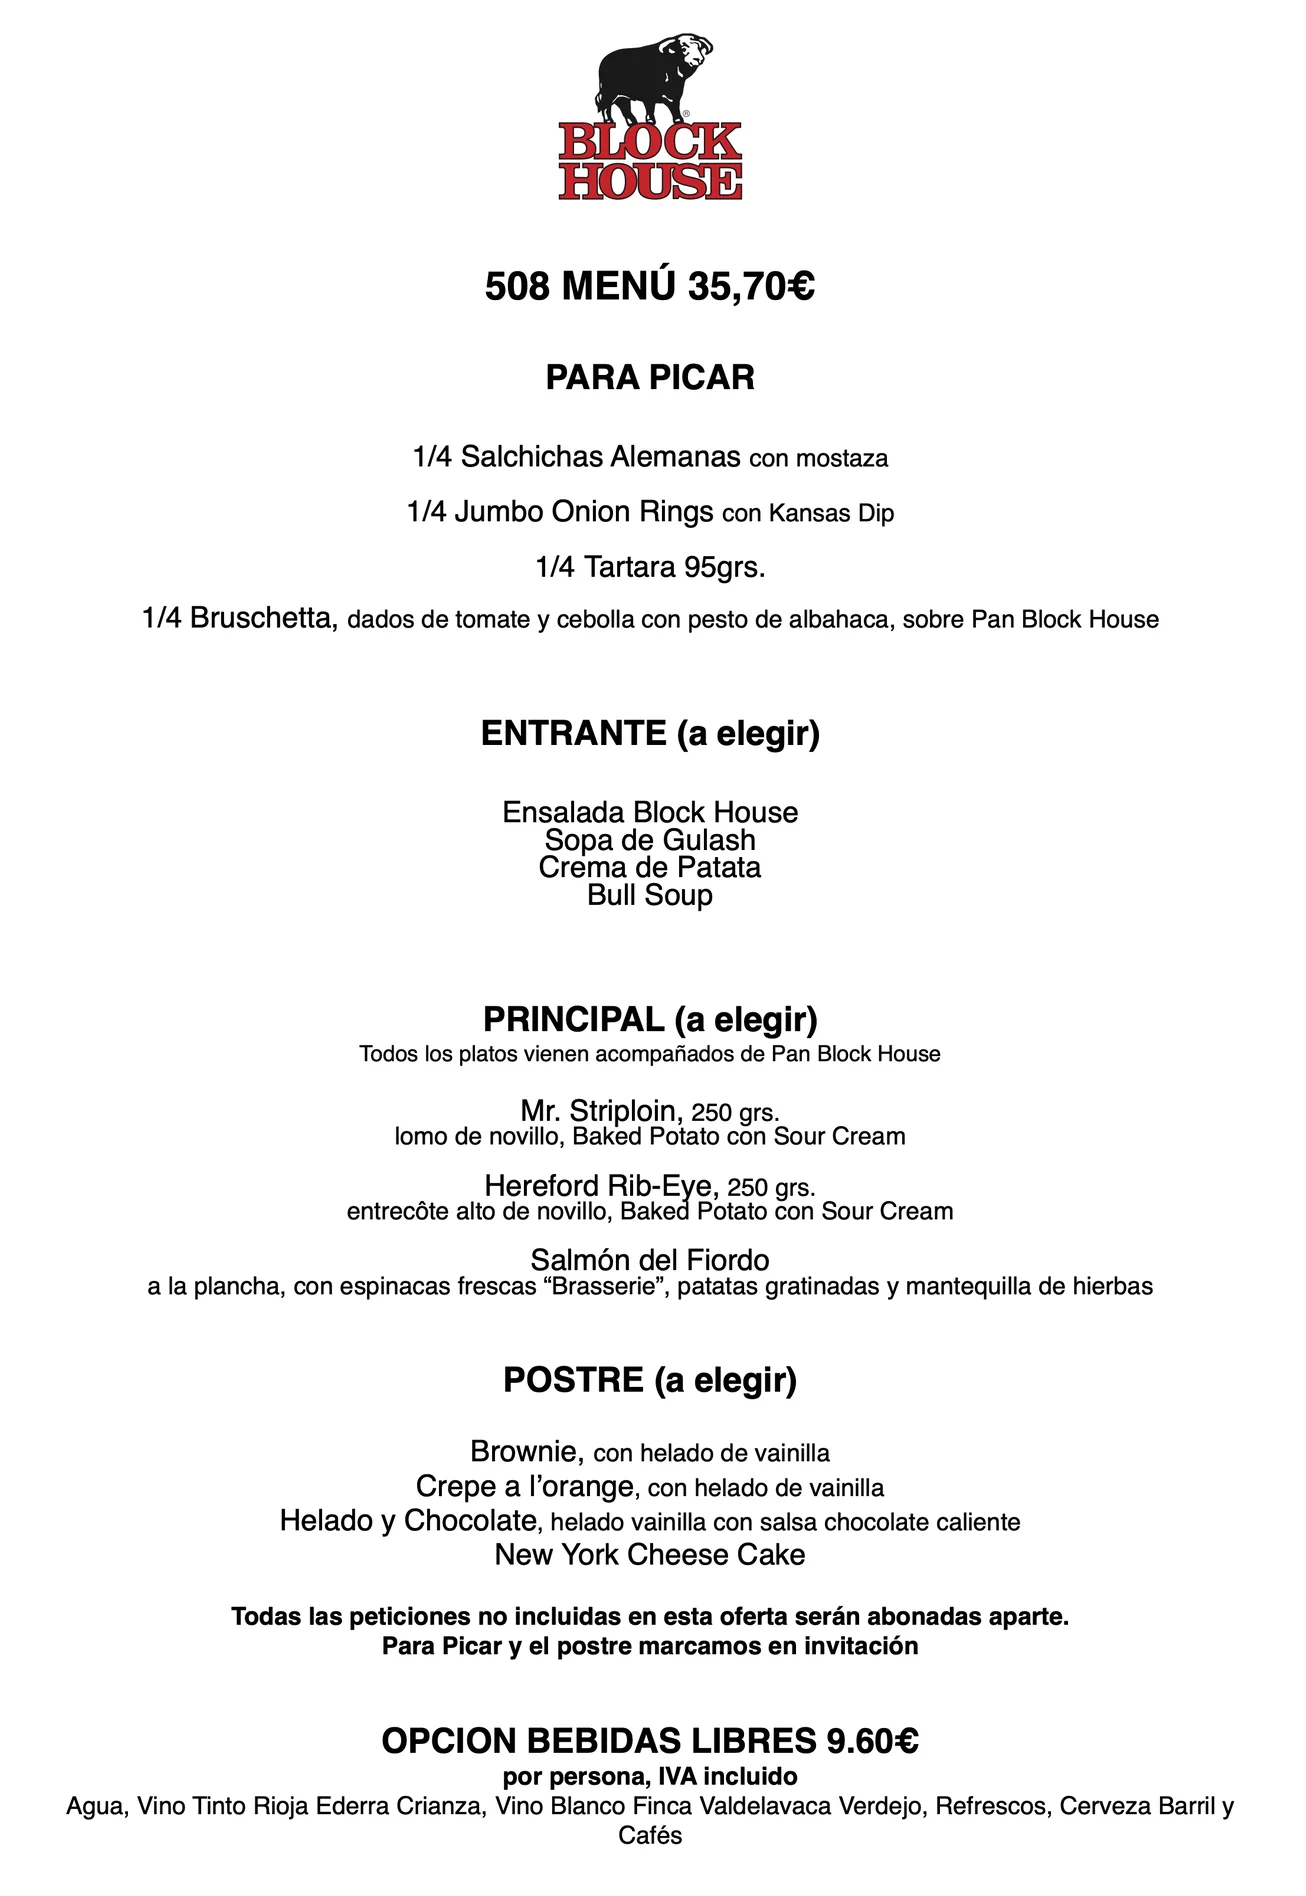 BLOCK
HOUSE
508 MENÚ 35,70€
PARA PICAR
1/4 Salchichas Alemanas con mostaza
1/4 Jumbo Onion Rings con Kansas Dip
1/4 Tartara 95grs.
1/4 Bruschetta, dados de tomate y cebolla con pesto de albahaca, sobre Pan Block House
ENTRANTE (a elegir)
Ensalada Block House
Sopa de Gulash
Crema de Patata
Bull Soup
PRINCIPAL (a elegir)
Todos los platos vienen acompañados de Pan Block House
Mr. Striploin, 250 grs.
lomo de novillo, Baked Potato con Sour Cream
Hereford Rib-Eye, 250 grs.
entrecôte alto de novillo, Baked Potato con Sour Cream
Salmón del Fiordo
a la plancha, con espinacas frescas “Brasserie”, patatas gratinadas y mantequilla de hierbas
POSTRE (a elegir)
Brownie, con helado de vainilla
Crepe a l’orange, con helado de vainilla
Helado y Chocolate, helado vainilla con salsa chocolate caliente
New York Cheese Cake
Todas las peticiones no incluidas en esta oferta serán abonadas aparte.
Para Picar y el postre marcamos en invitación
OPCION BEBIDAS LIBRES 9.60€
por persona, IVA incluido
Agua, Vino Tinto Rioja Ederra Crianza, Vino Blanco Finca Valdelavaca Verdejo, Refrescos, Cerveza Barril y
Cafés